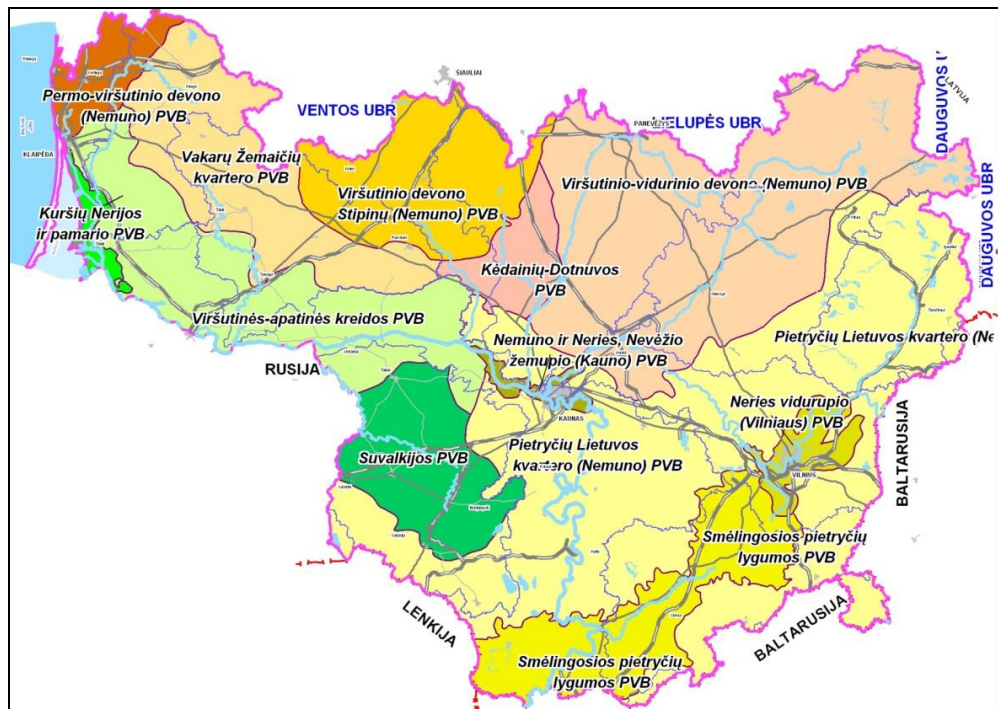 DAUGUVOS U
LATVIJA
ŠIAULIAI
Permo-viršutinio devono
(Nemuno) PVB
VENTOS UBR
PANEVĖŽYS
LIELUPĖS UBR
KLAIPĖDA
Vakarų Žemaičių
kvartero PVB
Viršutinio devono
Stipinų (Nemuno) PVB
Viršutinio-vidurinio devono (Nemuno) PVB
DAUGUVOS UBR
Kuršių Nerijos
ir pamario PVB
Kėdainių-Dotnuvos
PVB
Viršutinės-apatinės kreidos PVB
Nemuno ir Neries, Nevėžio
žemupio (Kauno) PVB
Pietryčių Lietuvos kvartero (Ne
RUSIJA
KAUNAS
Neries vidurupio
(Vilniaus) PVB
BALTARUSIJA
Suvalkijos PVB
Pietryčių Lietuvos
kvartero (Nemuno) PVB
VILNIUS
Smėlingosios pietryčių
lygumos PVB
LENKIJA
BALTARUSIJA
Smėlingosios pietryčių
lygumos PVB